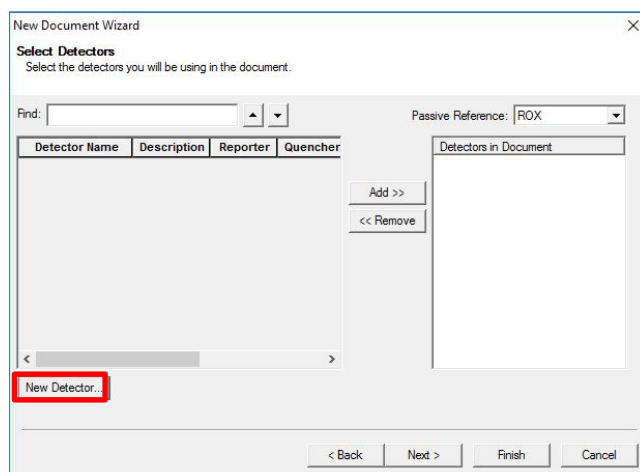 New Document Wizard
Select Detectors
Select the detectors you will be using in the document.
Find:
Passive Reference: ROX
Detector Name Description Reporter Quencher
Detectors in Document
Add >>
<< Remove
New Detector...
< Back Next > Finish Cancel